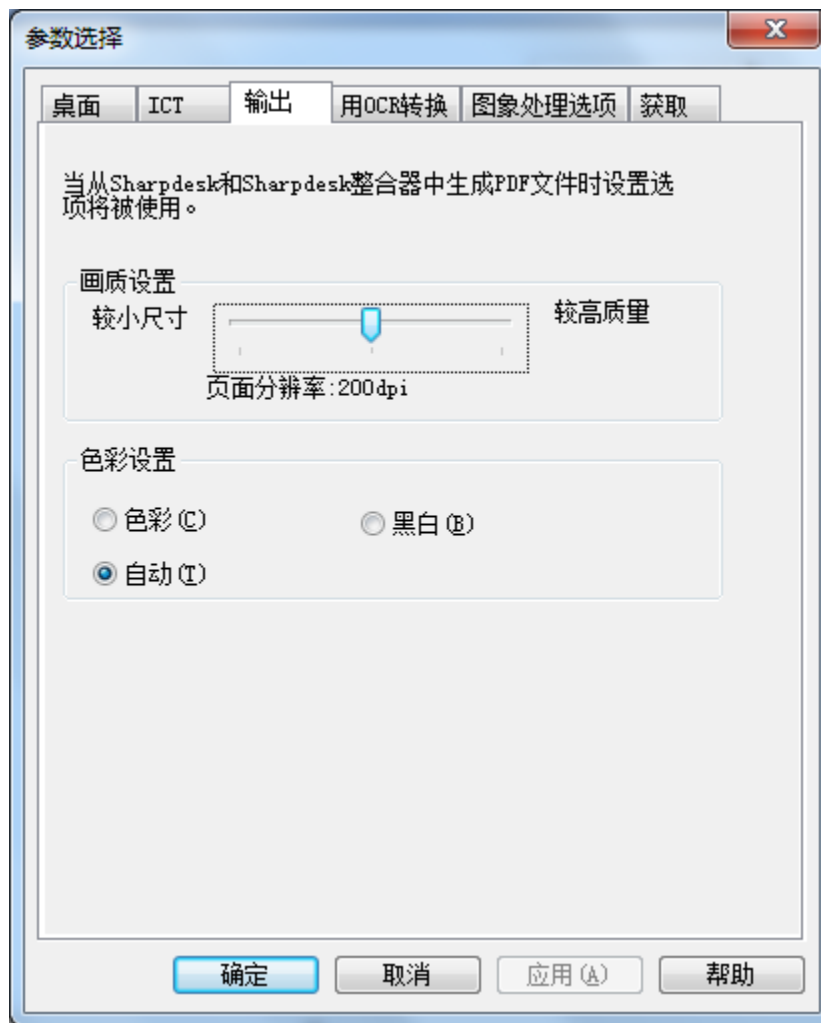 参数选择
桌面 ICT 输出 用OCR转换 图象处理选项 获取
当从Sharpdesk和Sharpdesk整合器中生成PDF文件时设置选
项将被使用。
画质设置
较小尺寸 较高质量
页面分辨率:200dpi
色彩设置
色彩(C) 黑白(B)
自动(T)
确定 取消 应用(A) 帮助